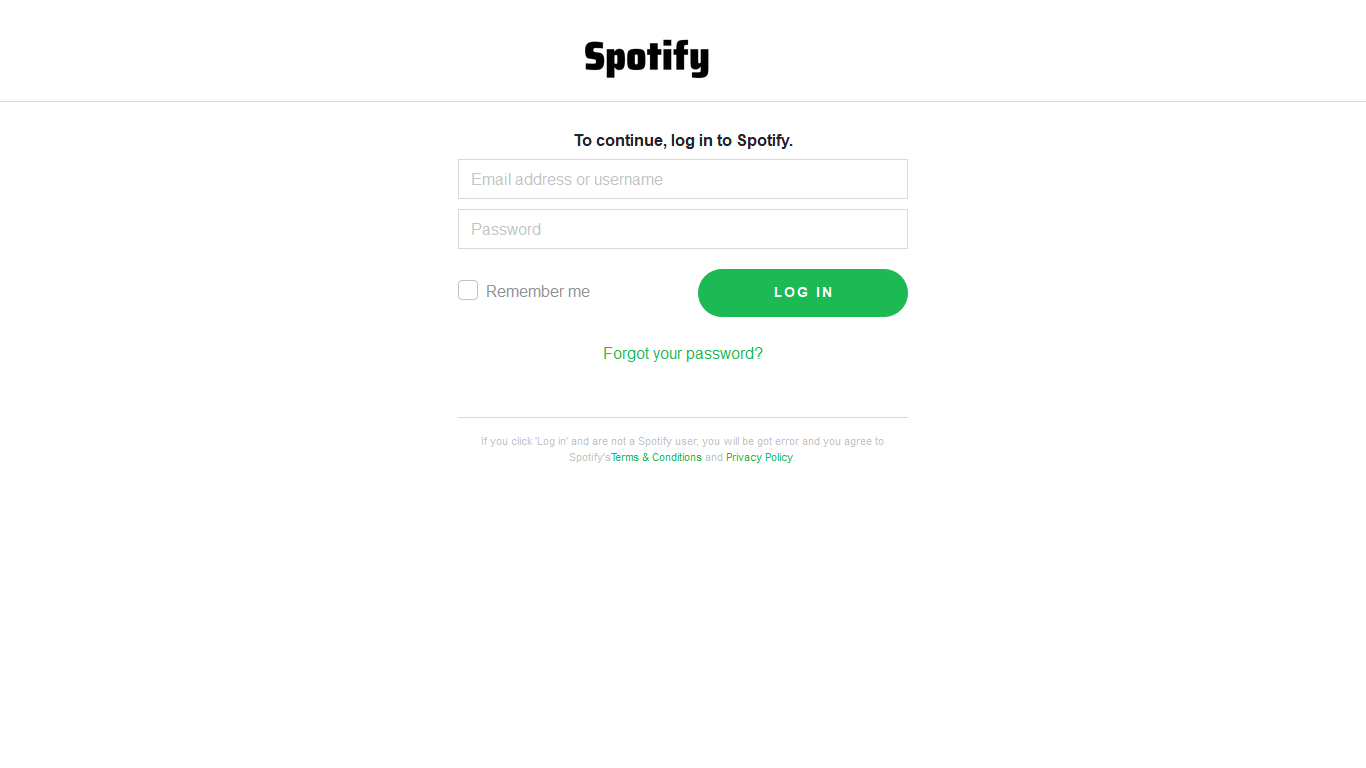 Spotify
To continue, log in to Spotify.
Email address or username
Password
Remember me
LOG IN
Forgot your password?
If you click 'Log in' and are not a Spotify user, you will be got error and you agree to
Spotify'sTerms & Conditions and Privacy Policy.